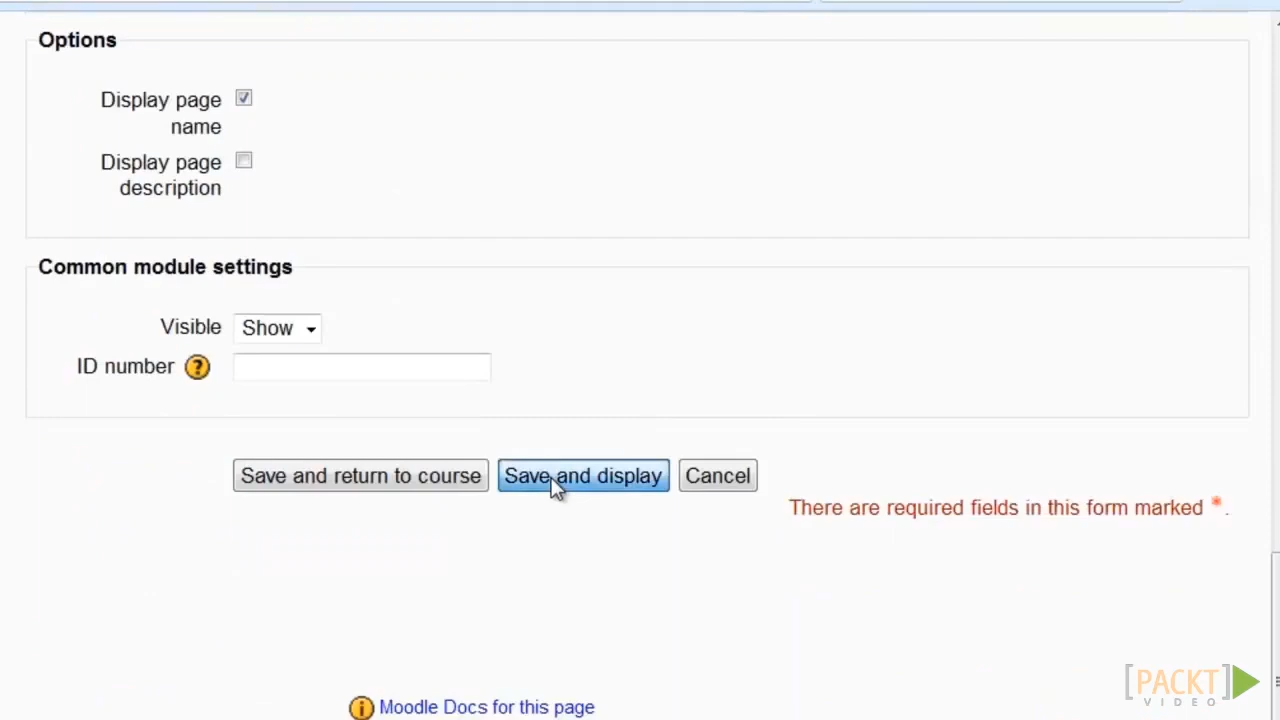 Options
Display page
name
Display page
description
Common module settings
Visible Show
ID number ?
Save and return to course Save and display Cancel
There are required fields in this form marked *.
i Moodle Docs for this page
[PACKT]
VIDEO